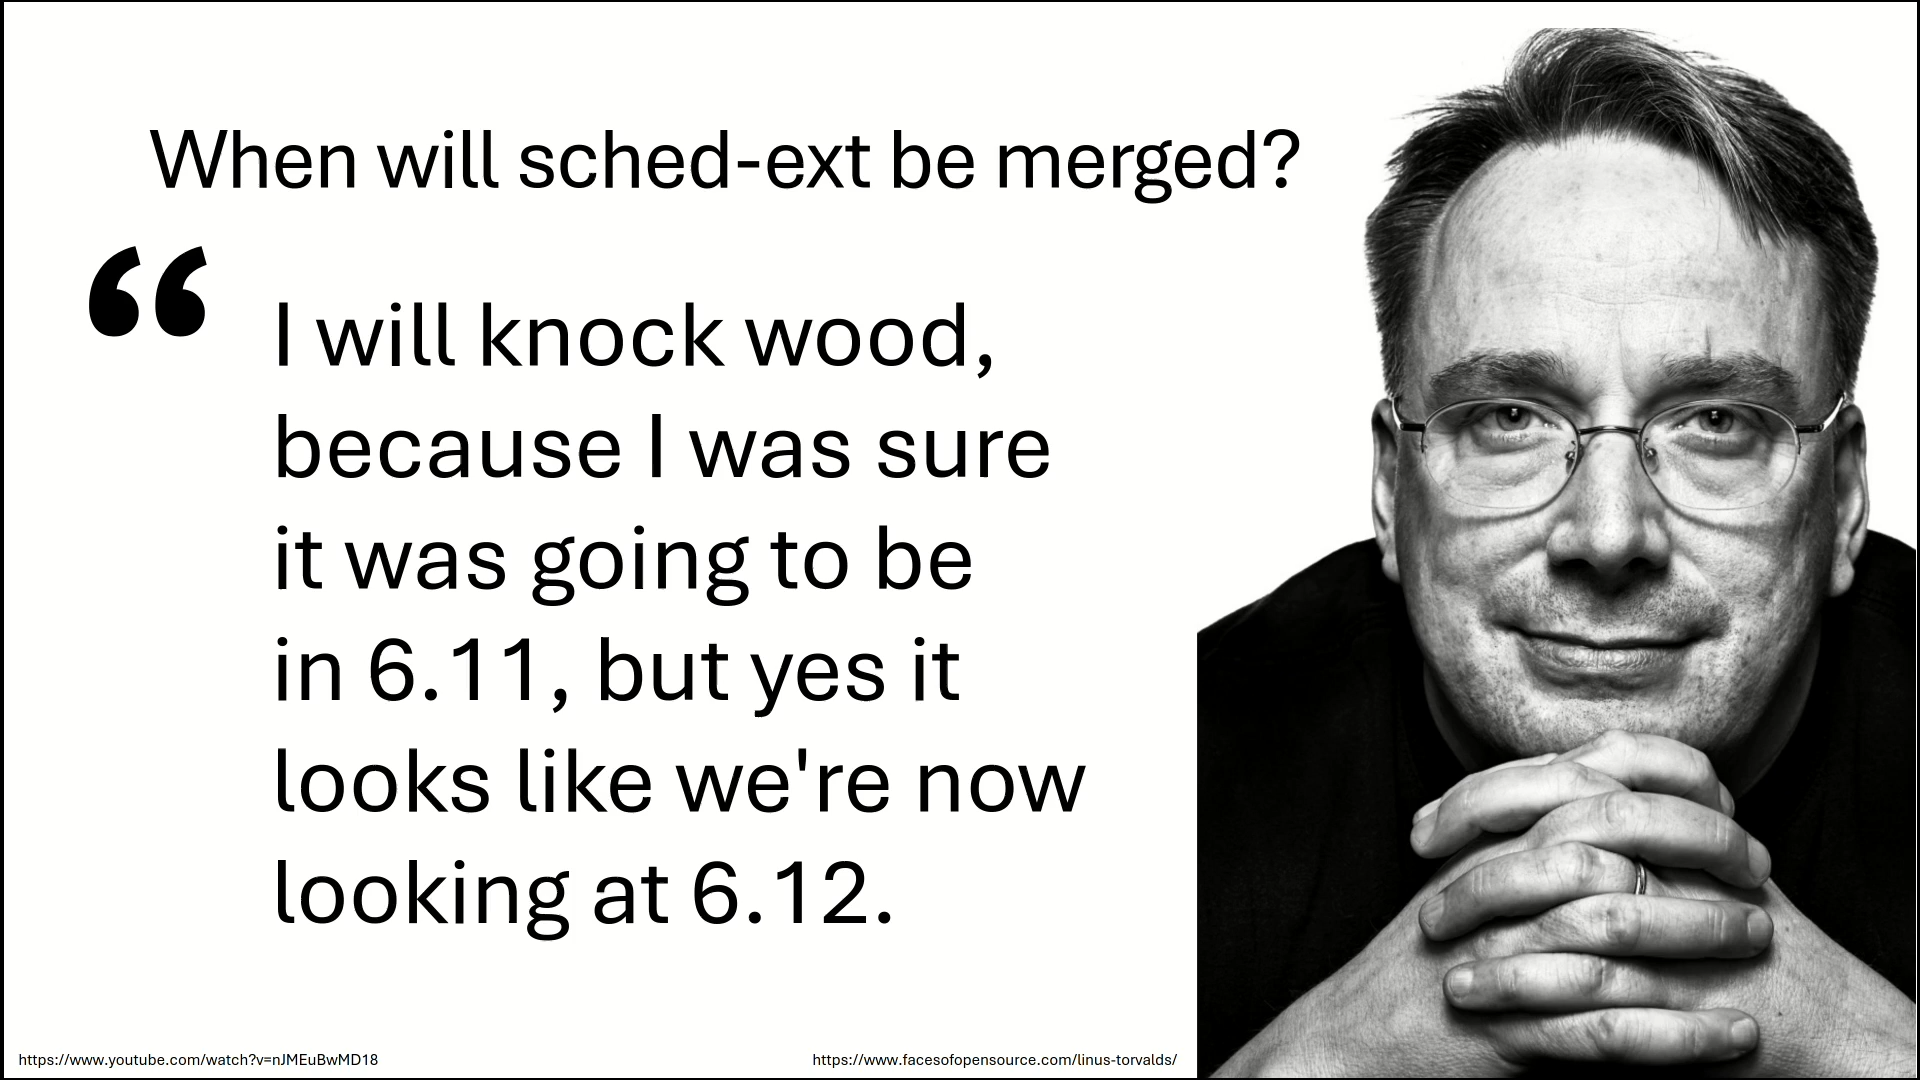 When will sched-ext be merged?
“
I will knock wood,
because I was sure
it was going to be
in 6.11, but yes it
looks like we're now
looking at 6.12.
https://www.youtube.com/watch?v=nJMEuBwMD18
https://www.facesofopensource.com/linus-torvalds/